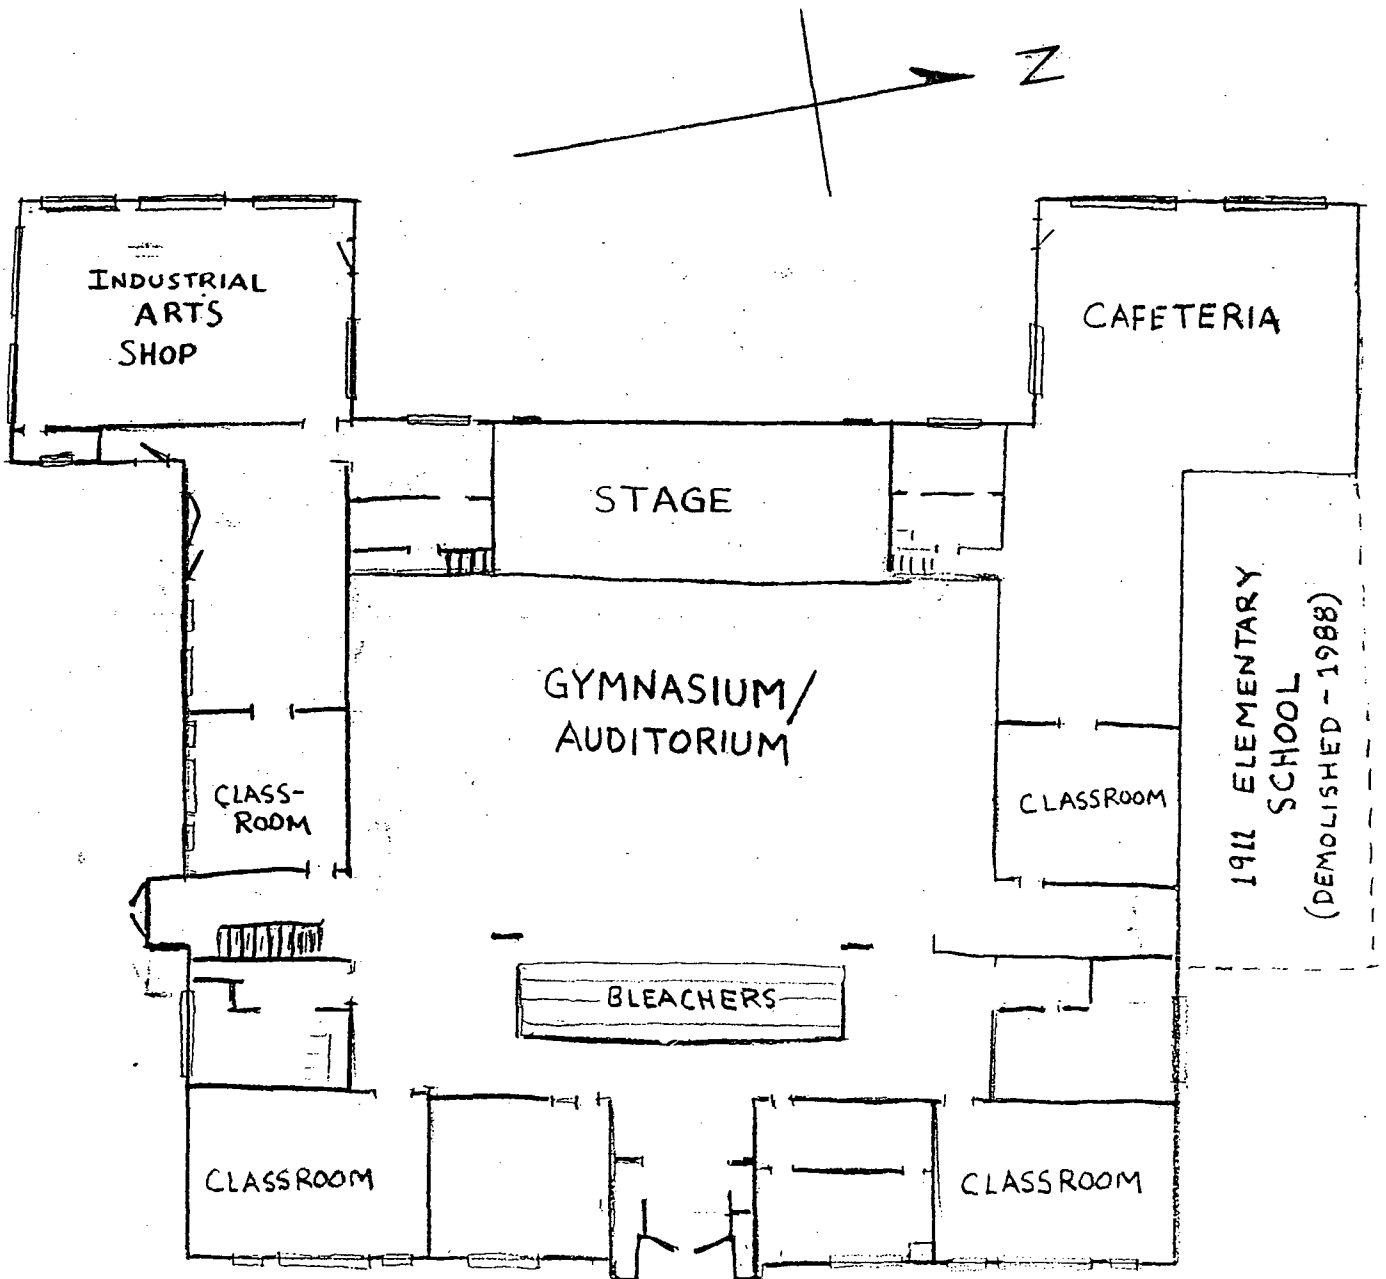 N
INDUSTRIAL
ARTS
SHOP
CAFETERIA
STAGE
GYMNASIUM/
AUDITORIUM
CLASS-
ROOM
CLASSROOM
1911 ELEMENTARY
SCHOOL
(DEMOLISHED - 1988)
BLEACHERS
CLASSROOM
CLASSROOM